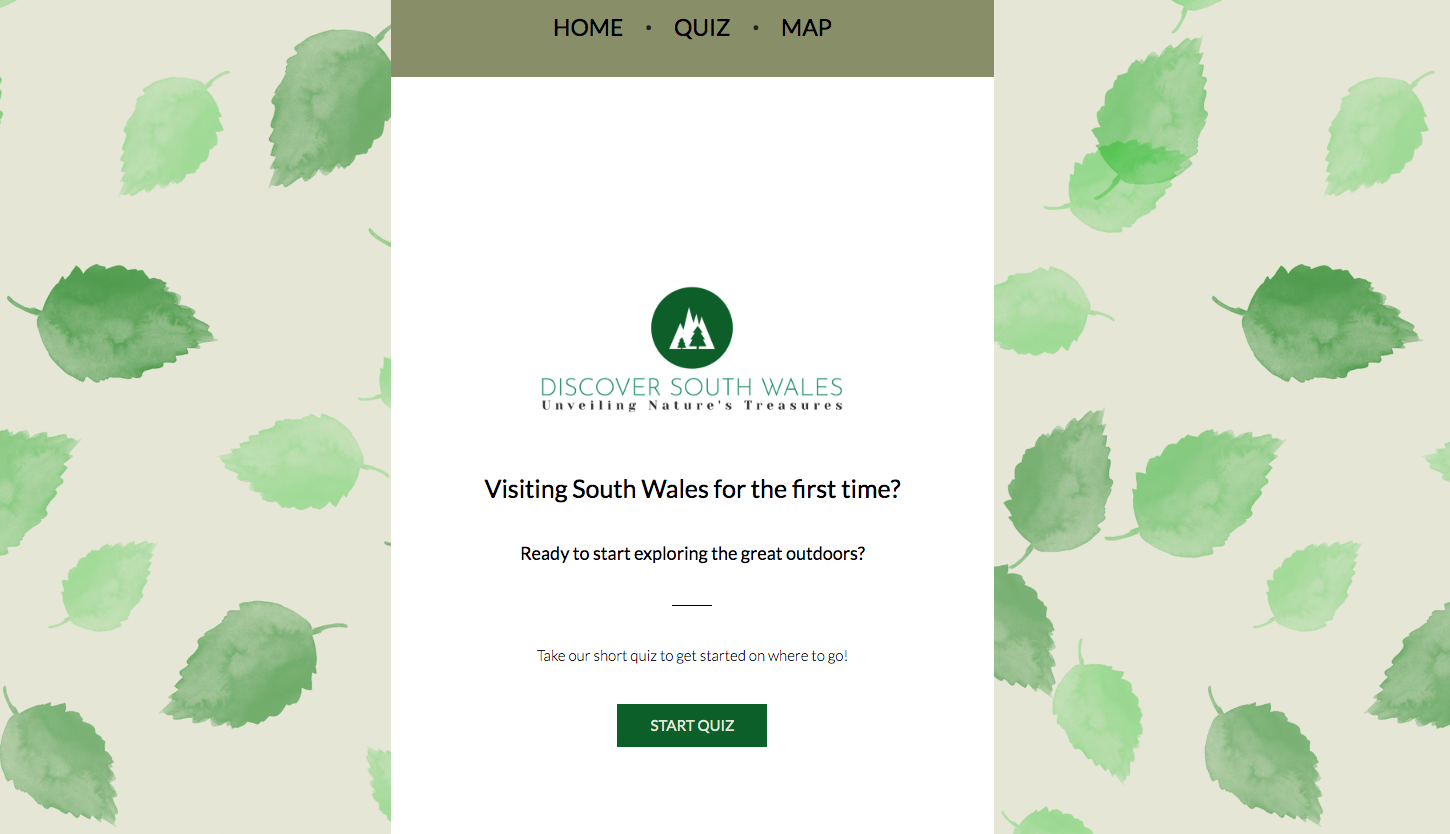 HOME • QUIZ • MAP
DISCOVER SOUTH WALES
Unveiling Nature's Treasures
Visiting South Wales for the first time?
Ready to start exploring the great outdoors?
Take our short quiz to get started on where to go!
START QUIZ